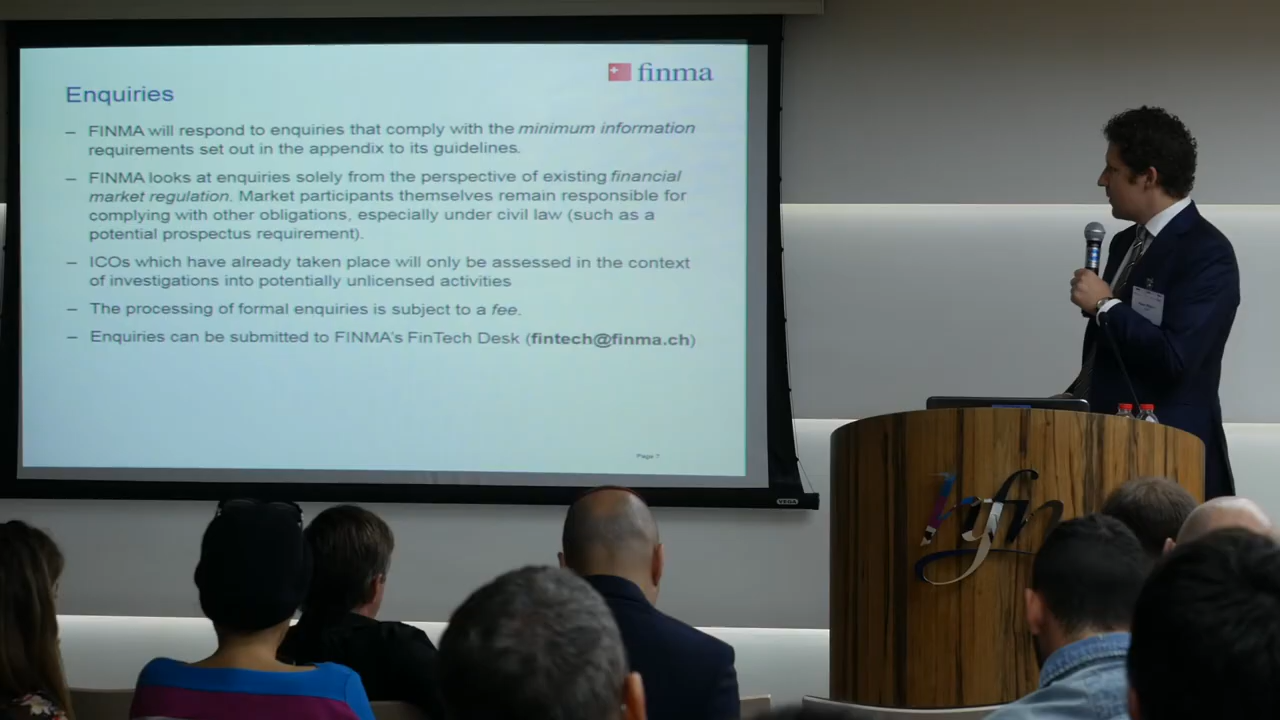 finma
Enquiries
– FINMA will respond to enquiries that comply with the minimum information
requirements set out in the appendix to its guidelines.
– FINMA looks at enquiries solely from the perspective of existing financial
market regulation. Market participants themselves remain responsible for
complying with other obligations, especially under civil law (such as a
potential prospectus requirement).
– ICOs which have already taken place will only be assessed in the context
of investigations into potentially unlicensed activities
– The processing of formal enquiries is subject to a fee.
– Enquiries can be submitted to FINMA's FinTech Desk (fintech@finma.ch)
Page 7
hfn